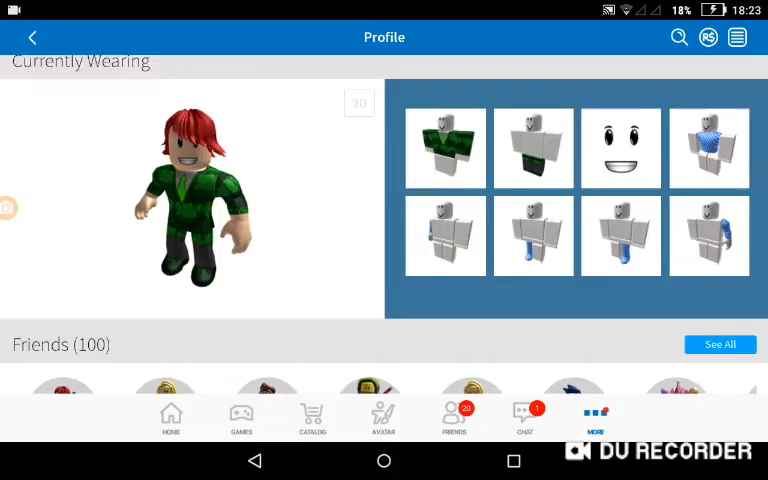 18% 18:23
Profile
R$
Currently Wearing
3D
Friends (100)
See All
20
1
HOME
GAMES
CATALOG
AVATAR
FRIENDS
CHAT
MORE
DU RECORDER